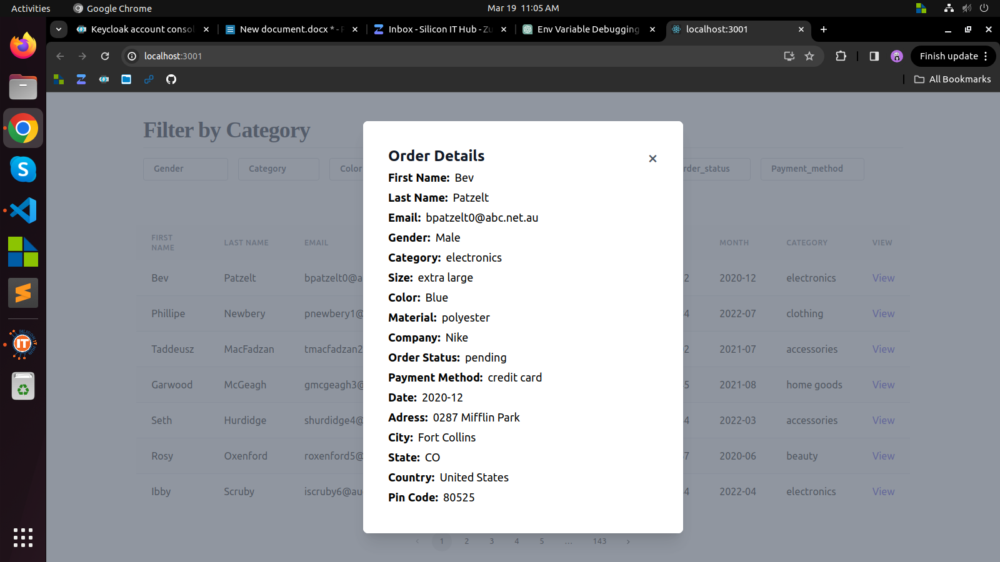 Activities
Google Chrome
Mar 19 11:05 AM
Keycloak account consol
New document.docx * - 
Inbox - Silicon IT Hub - Zu
Env Variable Debugging
localhost:3001
localhost:3001
Finish update
All Bookmarks
Filter by Category
Gender
Category
Color
rder_status
Payment_method
FIRST NAME
LAST NAME
EMAIL
MONTH
CATEGORY
VIEW
Bev Patzelt bpatzelt0@a 2 2020-12 electronics View
Phillipe Newbery pnewbery1@ 4 2022-07 clothing View
Taddeusz MacFadzan tmacfadzan2 2 2021-07 accessories View
Garwood McGeagh gmcgeagh3@ 5 2021-08 home goods View
Seth Hurdidge shurdidge4@ 4 2022-03 accessories View
Rosy Oxenford roxenford5@ 7 2020-06 beauty View
Ibby Scruby iscruby6@au 4 2022-04 electronics View
‹ 1 2 3 4 5 ... 143 ›
Order Details
First Name: Bev
Last Name: Patzelt
Email: bpatzelt0@abc.net.au
Gender: Male
Category: electronics
Size: extra large
Color: Blue
Material: polyester
Company: Nike
Order Status: pending
Payment Method: credit card
Date: 2020-12
Adress: 0287 Mifflin Park
City: Fort Collins
State: CO
Country: United States
Pin Code: 80525
S
IT